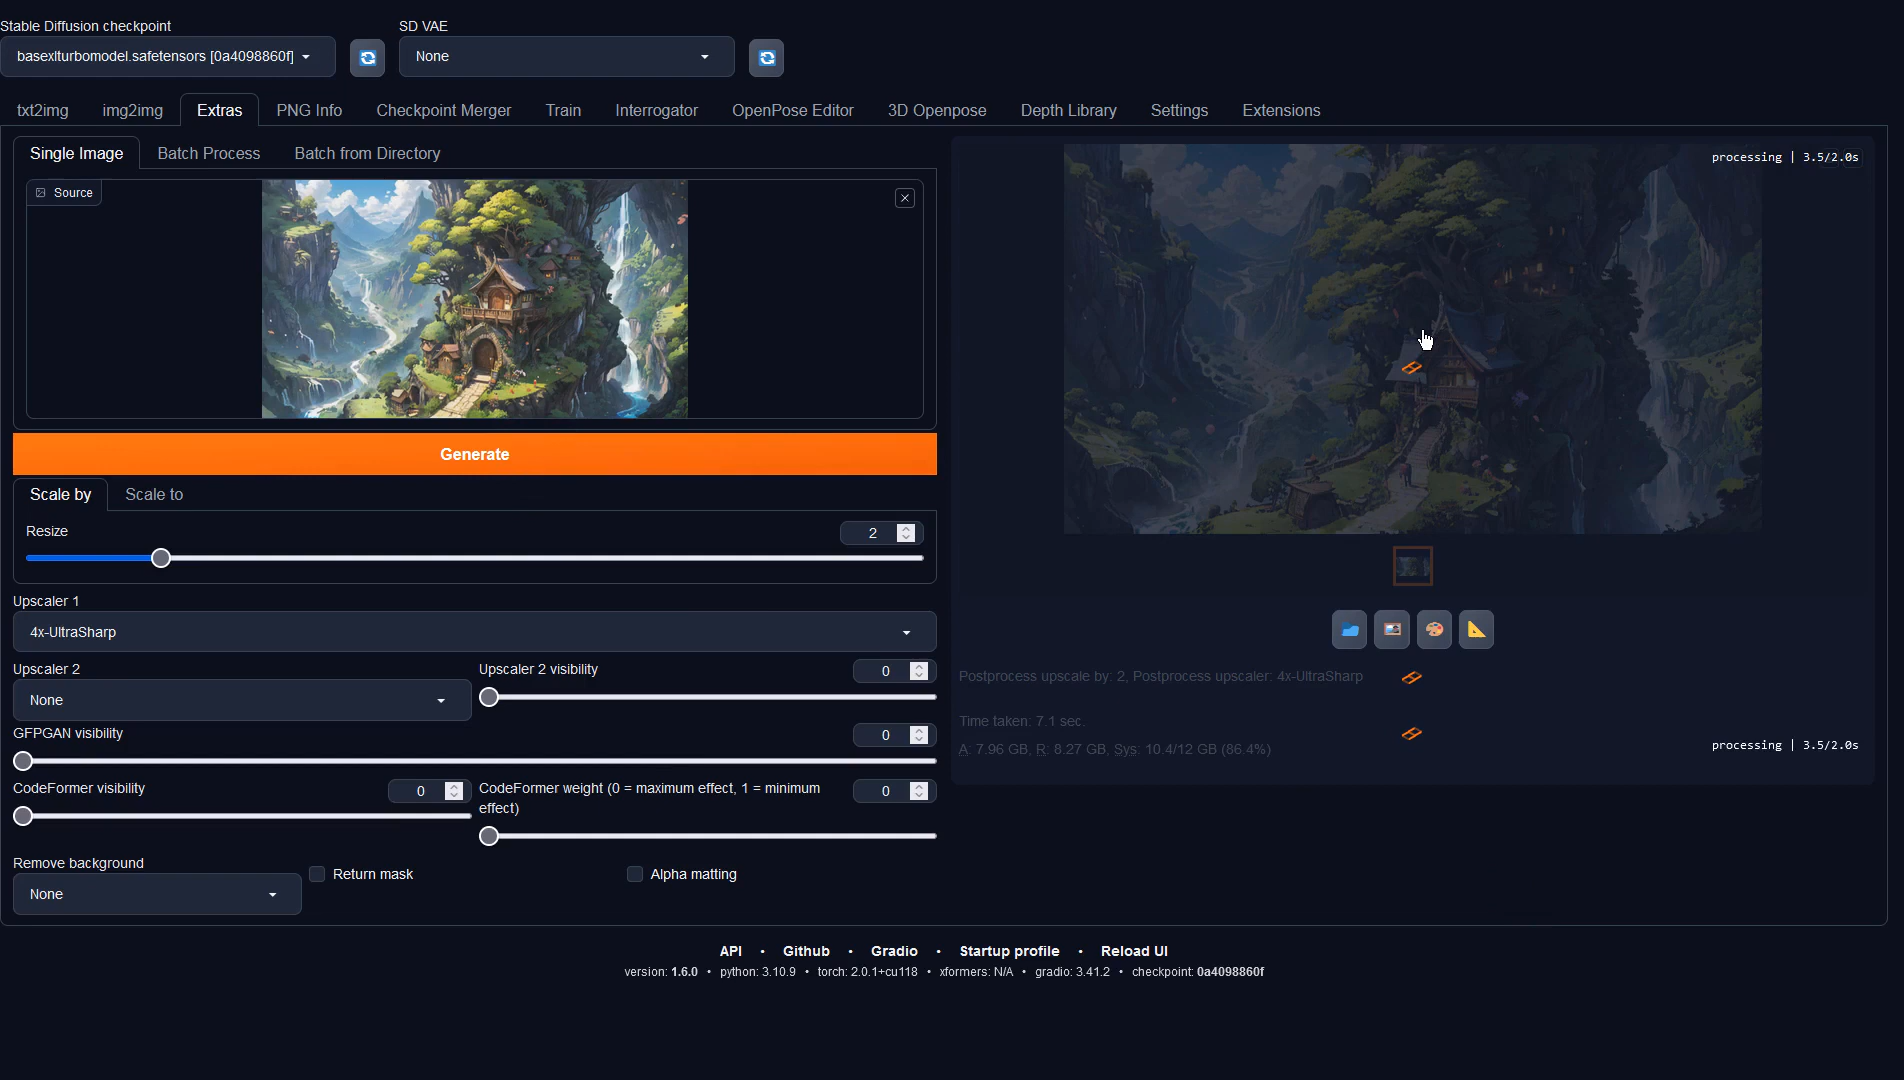 Stable Diffusion checkpoint
SD VAE
basexlturbomodel.safetensors [0a4098860f]
None
txt2img
img2img
Extras
PNG Info
Checkpoint Merger
Train
Interrogator
OpenPose Editor
3D Openpose
Depth Library
Settings
Extensions
Single Image
Batch Process
Batch from Directory
Source
processing | 3.5/2.0s
Generate
Scale by
Scale to
Resize
2
Upscaler 1
4x-UltraSharp
Upscaler 2
None
Upscaler 2 visibility
0
GFPGAN visibility
0
CodeFormer visibility
0
CodeFormer weight (0 = maximum effect, 1 = minimum
effect)
0
Remove background
None
Return mask
Alpha matting
Postprocess upscale by: 2, Postprocess upscaler: 4x-UltraSharp
Time taken: 7.1 sec.
A: 7.96 GB, R: 8.27 GB, Sys: 10.4/12 GB (86.4%)
processing | 3.5/2.0s
API • Github • Gradio • Startup profile • Reload UI
version: 1.6.0 • python: 3.10.9 • torch: 2.0.1+cu118 • xformers: N/A • gradio: 3.41.2 • checkpoint: 0a4098860f